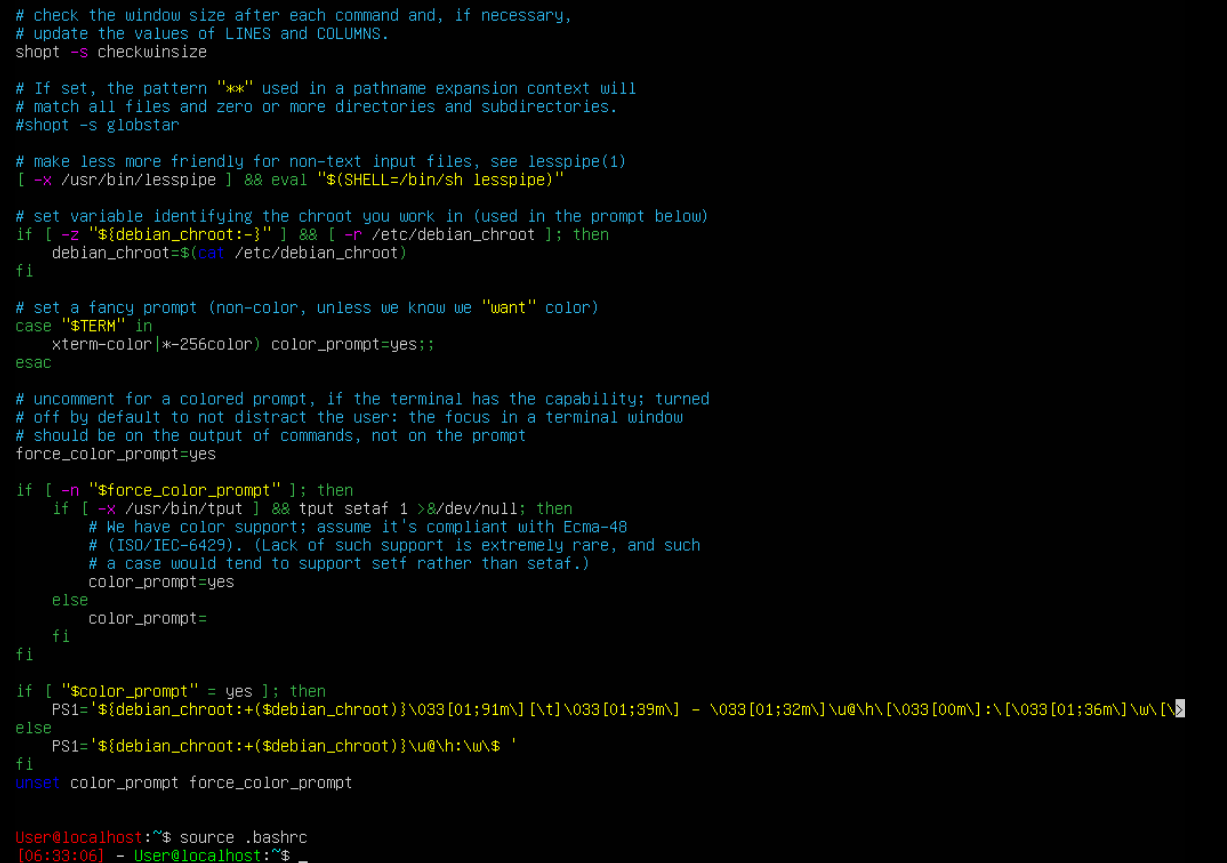 # check the window size after each command and, if necessary,
# update the values of LINES and COLUMNS.
shopt -s checkwinsize
# If set, the pattern "**" used in a pathname expansion context will
# match all files and zero or more directories and subdirectories.
#shopt -s globstar
# make less more friendly for non-text input files, see lesspipe(1)
[ -x /usr/bin/lesspipe ] && eval "$(SHELL=/bin/sh lesspipe)"
# set variable identifying the chroot you work in (used in the prompt below)
if [ -z "${debian_chroot:-}" ] && [ -r /etc/debian_chroot ]; then
    debian_chroot=$(cat /etc/debian_chroot)
fi
# set a fancy prompt (non-color, unless we know we "want" color)
case "$TERM" in
    xterm-color|*-256color) color_prompt=yes;;
esac
# uncomment for a colored prompt, if the terminal has the capability; turned
# off by default to not distract the user: the focus in a terminal window
# should be on the output of commands, not on the prompt
force_color_prompt=yes
if [ -n "$force_color_prompt" ]; then
    if [ -x /usr/bin/tput ] && tput setaf 1 >&/dev/null; then
        # We have color support; assume it's compliant with Ecma-48
        # (ISO/IEC-6429). (Lack of such support is extremely rare, and such
        # a case would tend to support setf rather than setaf.)
        color_prompt=yes
    else
        color_prompt=
    fi
fi
if [ "$color_prompt" = yes ]; then
    PS1='${debian_chroot:+($debian_chroot)}\033[01;91m\][\t]\033[01;39m\] - \033[01;32m\]\u@\h\[\033[00m\]:\[\033[01;36m\]\w\[\>
else
    PS1='${debian_chroot:+($debian_chroot)}\u@\h:\w\$ '
fi
unset color_prompt force_color_prompt
User@localhost:~$ source .bashrc
[06:33:06] - User@localhost:~$ _